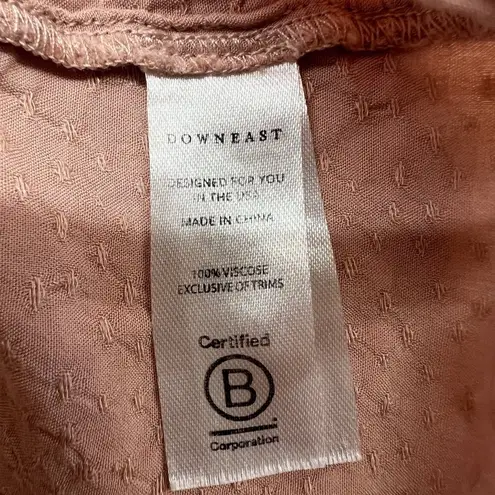 DOWNEAST
DESIGNED FOR YOU
IN THE USA
MADE IN CHINA
100% VISCOSE
EXCLUSIVE OF TRIMS
Certified
B
Corporation